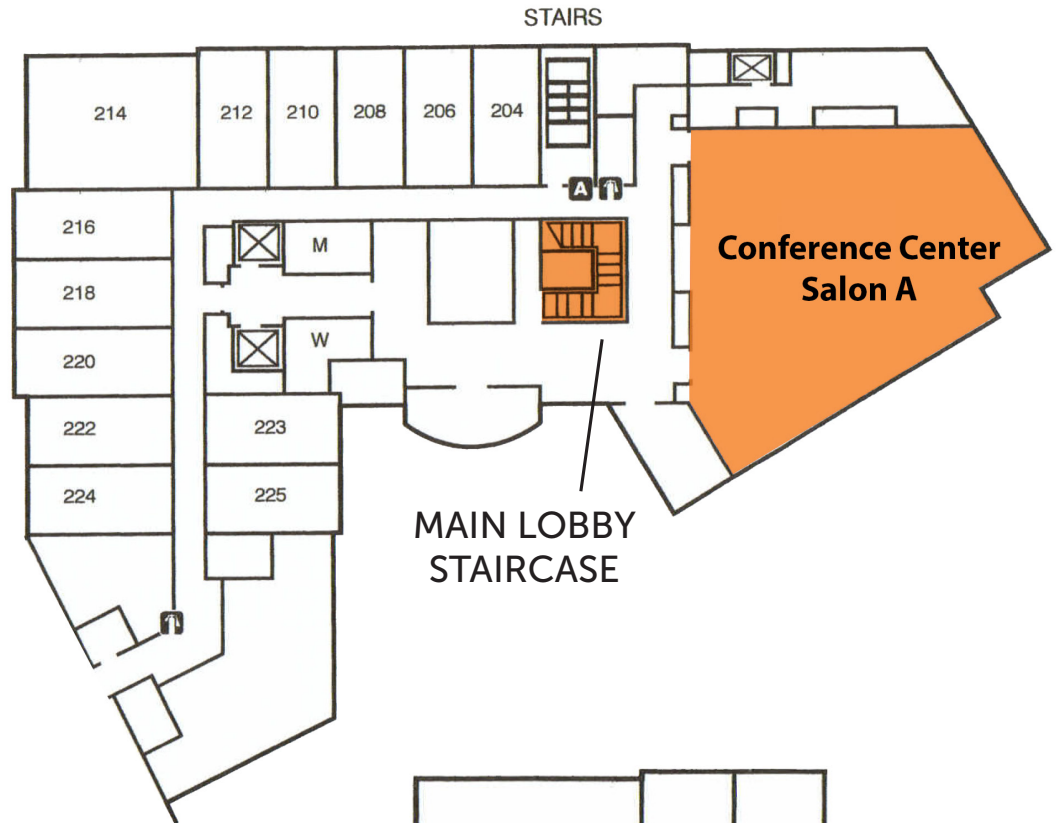 STAIRS
214
212
210
208
206
204
A
216
M
218
Conference Center
Salon A
220
W
222
223
224
225
MAIN LOBBY
STAIRCASE